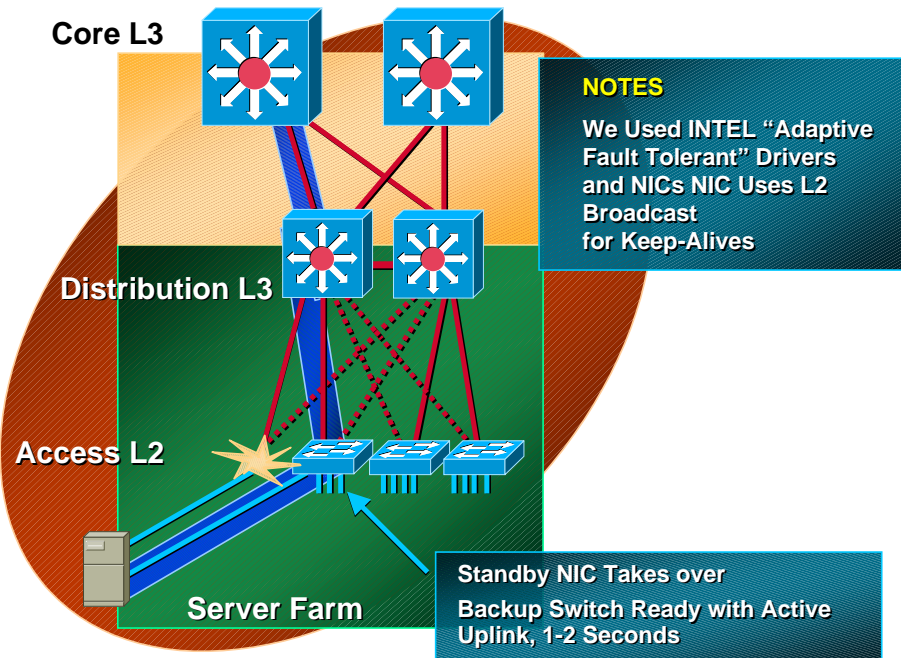 Core L3
NOTES
We Used INTEL “Adaptive
Fault Tolerant” Drivers
and NICs NIC Uses L2
Broadcast
for Keep-Alives
Distribution L3
Access L2
Server Farm
Standby NIC Takes over
Backup Switch Ready with Active
Uplink, 1-2 Seconds